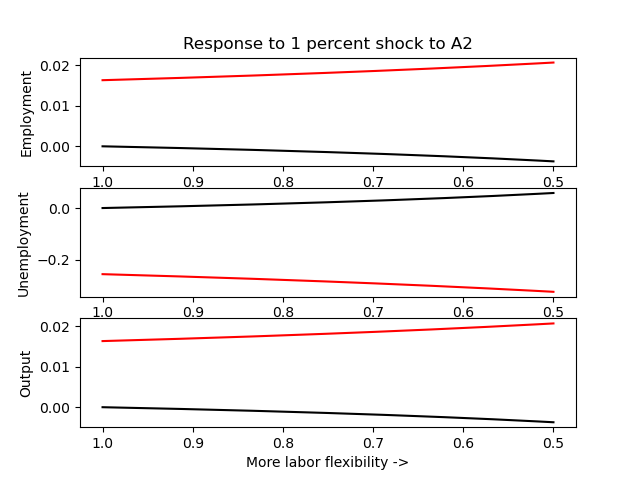 Response to 1 percent shock to A2
Employment
0.02
0.01
0.00
1.0 0.9 0.8 0.7 0.6 0.5
Unemployment
0.0
−0.2
1.0 0.9 0.8 0.7 0.6 0.5
Output
0.02
0.01
0.00
1.0 0.9 0.8 0.7 0.6 0.5
More labor flexibility ->